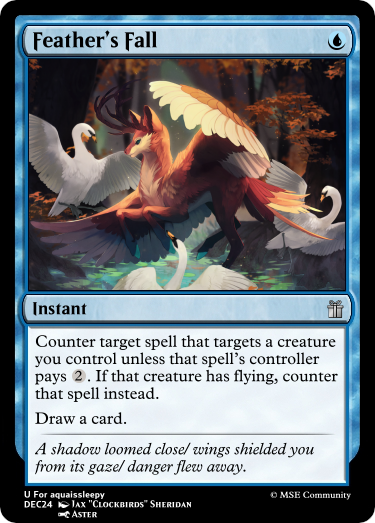 Feather's Fall
Instant
Counter target spell that targets a creature
you control unless that spell's controller
pays 2. If that creature has flying, counter
that spell instead.
Draw a card.
A shadow loomed close/ wings shielded you
from its gaze/ danger flew away.
U For aquaissleepy
DEC24 Jax "Clockbirds" Sheridan © MSE Community
Aster